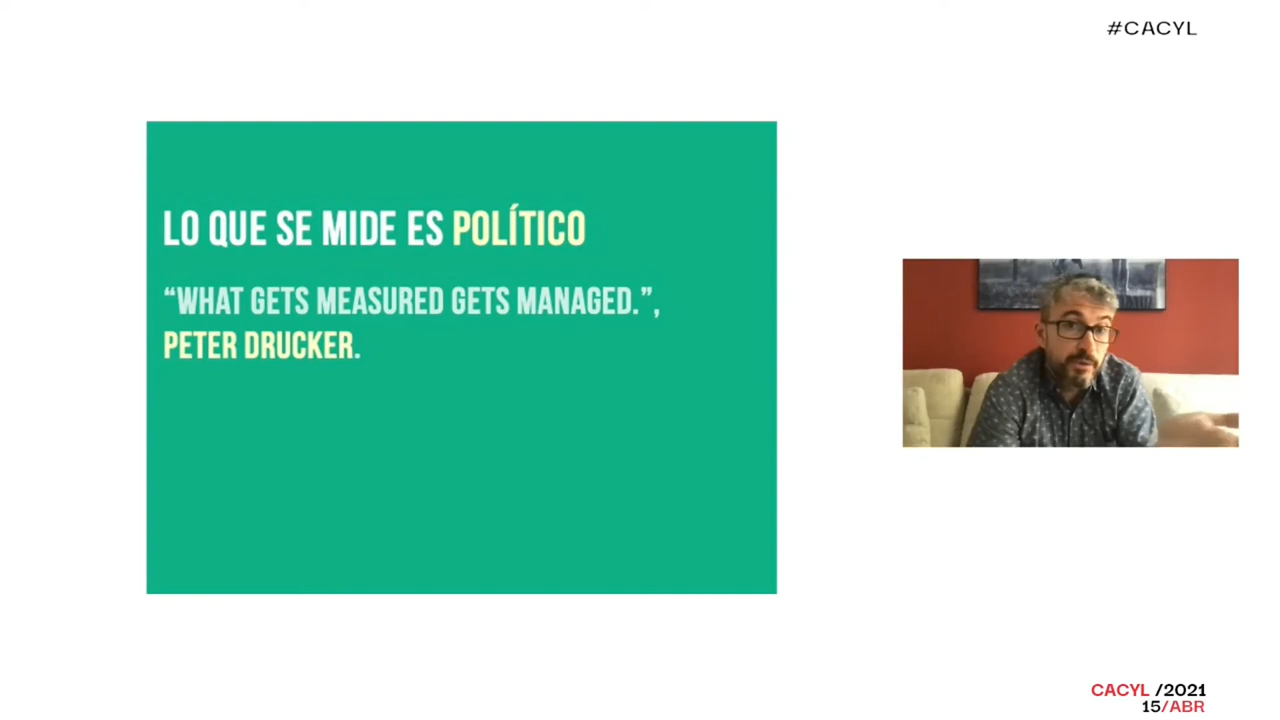 #CACYL
LO QUE SE MIDE ES POLÍTICO
“WHAT GETS MEASURED GETS MANAGED.”,
PETER DRUCKER.
CACYL /2021
15/ABR